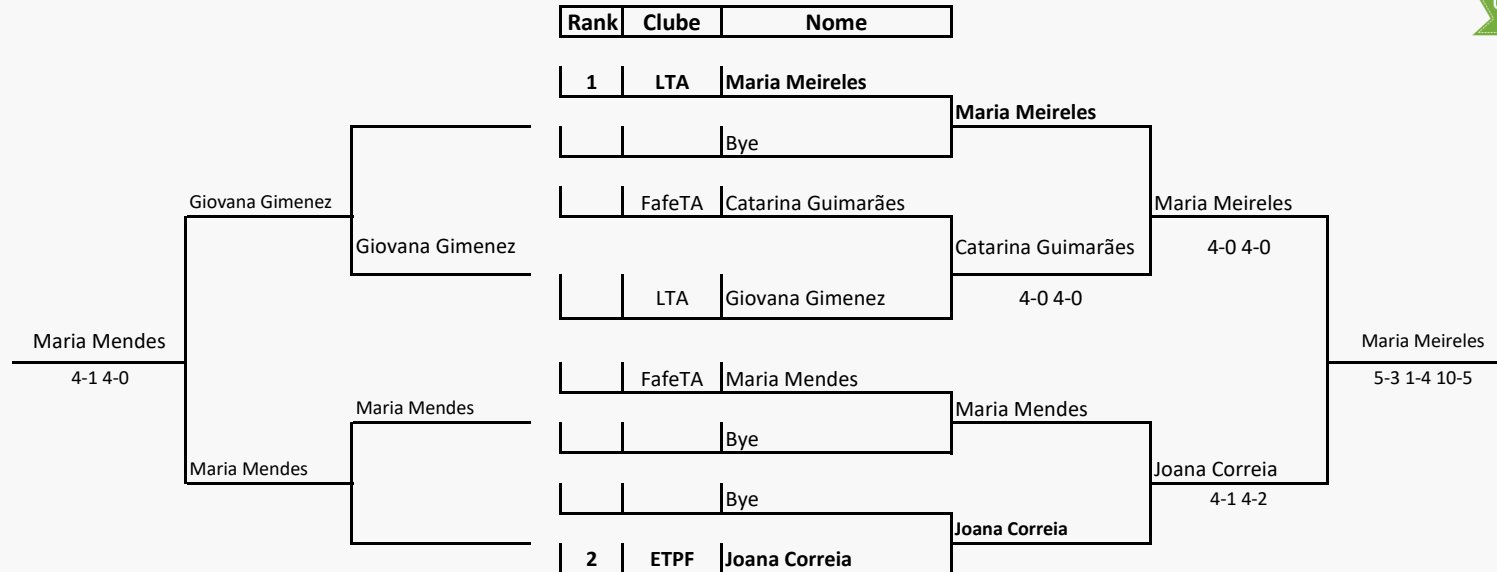 Rank Clube Nome
1 LTA Maria Meireles
Maria Meireles
Bye
Giovana Gimenez
FafeTA Catarina Guimarães
Maria Meireles
Giovana Gimenez
Catarina Guimarães
4-0 4-0
LTA Giovana Gimenez
4-0 4-0
Maria Mendes
Maria Meireles
4-1 4-0
FafeTA Maria Mendes
5-3 1-4 10-5
Maria Mendes
Maria Mendes
Bye
Maria Mendes
Joana Correia
Bye
4-1 4-2
Joana Correia
2 ETPF Joana Correia